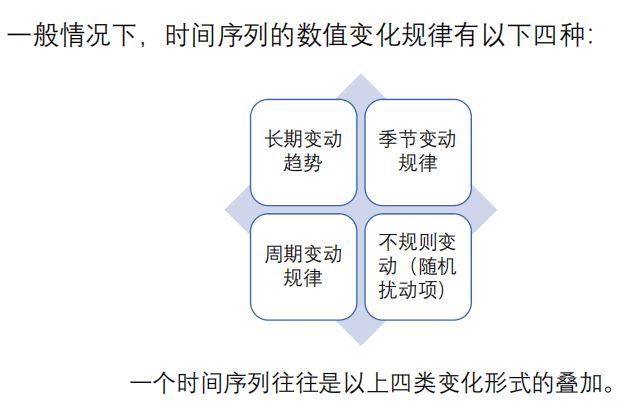 一般情况下，时间序列的数值变化规律有以下四种：
长期变动
趋势
季节变动
规律
周期变动
规律
不规则变
动（随机
扰动项）
一个时间序列往往是以上四类变化形式的叠加。